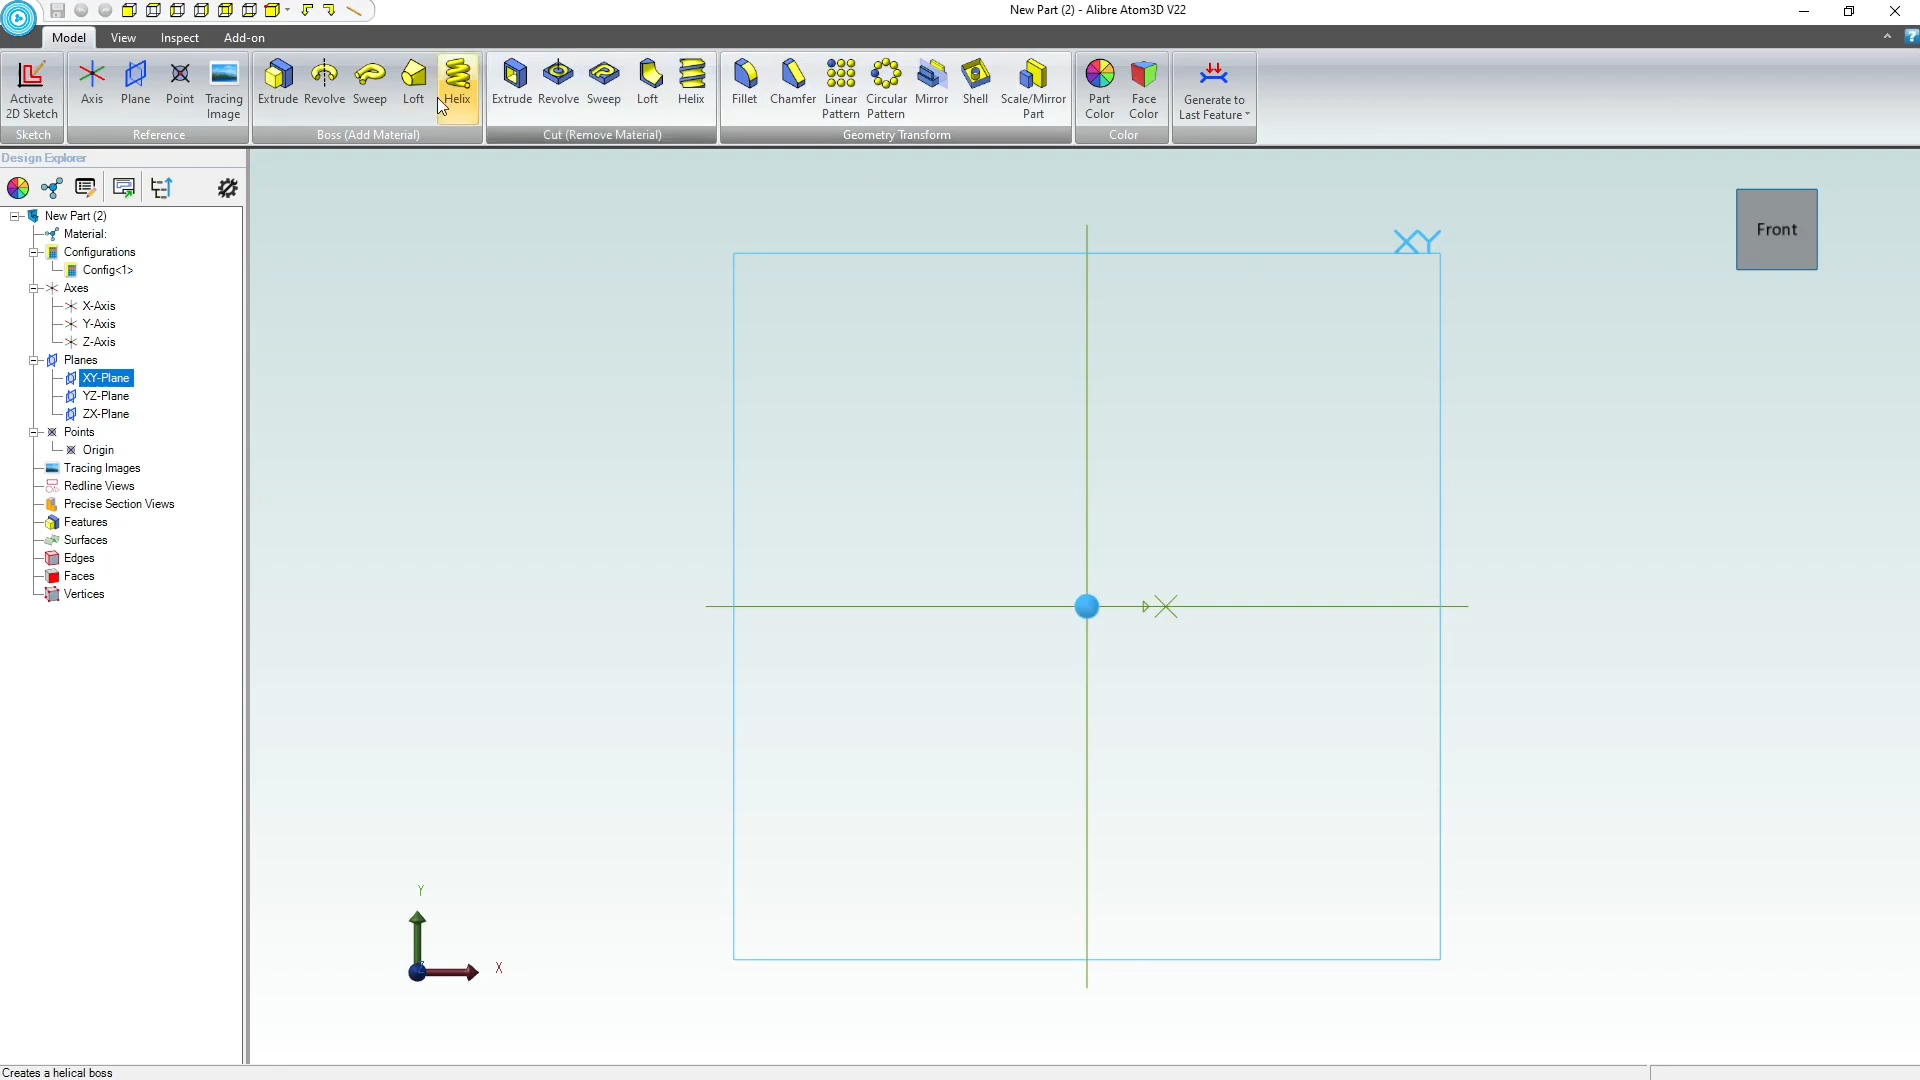 New Part (2) - Alibre Atom3D V22
Model View Inspect Add-on
Activate
2D Sketch
Axis Plane Point
Tracing
Image
Extrude Revolve Sweep Loft Helix
Extrude Revolve Sweep Loft Helix
Fillet Chamfer
Linear
Pattern
Circular
Pattern
Mirror Shell
Scale/Mirror
Part
Part
Color
Face
Color
Generate to
Last Feature
Sketch Reference Boss (Add Material) Cut (Remove Material) Geometry Transform Color
Design Explorer
New Part (2)
Material:
Configurations
Config<1>
Axes
X-Axis
Y-Axis
Z-Axis
Planes
XY-Plane
YZ-Plane
ZX-Plane
Points
Origin
Tracing Images
Redline Views
Precise Section Views
Features
Surfaces
Edges
Faces
Vertices
XY
Front
X
Y
X
Z
Creates a helical boss